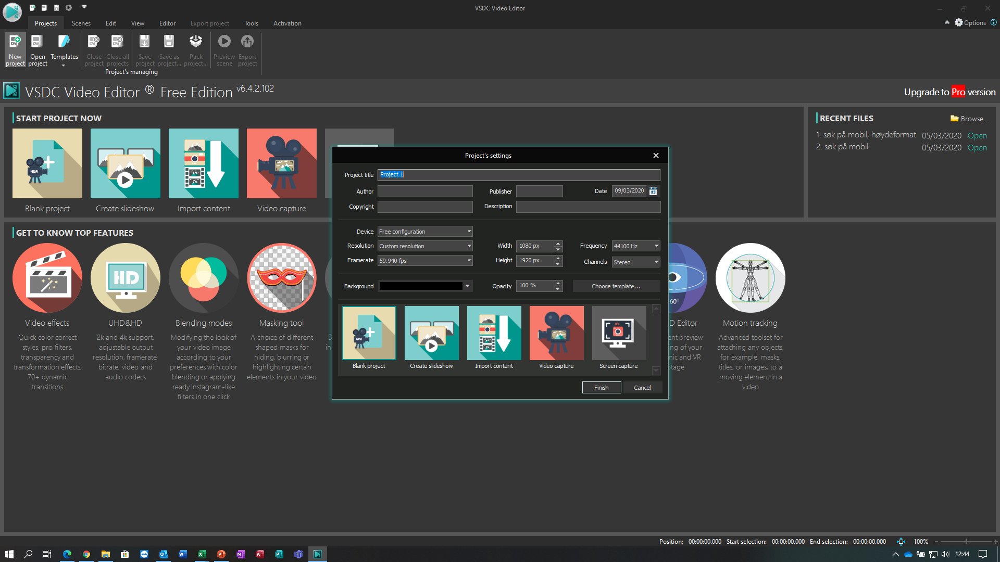 VSDC Video Editor
Projects Scenes Edit View Editor Export project Tools Activation
Options
New project
Open project
Templates
Close project
Close all projects
Save project
Save as project...
Pack project...
Preview scene
Export project
Project's managing
VSDC Video Editor ® Free Edition v6.4.2.102
Upgrade to Pro version
START PROJECT NOW
NEW
Blank project
Create slideshow
Import content
Video capture
RECENT FILES
Browse...
1. søk på mobil, høydeformat 05/03/2020 Open
2. søk på mobil 05/03/2020 Open
GET TO KNOW TOP FEATURES
Video effects
Quick color correct
styles, pro filters,
transparency and
transformation effects,
70+ dynamic
transitions
HD
UHD&HD
2k and 4k support,
adjustable output
resolution, framerate,
bitrate, video and
audio codecs
Blending modes
Modifying the look of
your video image
according to your
preferences with color
blending or applying
ready Instagram-like
filters in one click
Masking tool
A choice of different
shaped masks for
hiding, blurring or
highlighting certain
elements in your video
B
in
60°
D Editor
ent preview
ng of your
mic and VR
otage
Motion tracking
Advanced toolset for
attaching any objects,
for example, masks,
titles, or images, to a
moving element in a
video
Project's settings
Project title Project 1
Author Publisher Date 09/03/2020 05
Copyright Description
Device Free configuration
Resolution Custom resolution Width 1080 px Frequency 44100 Hz
Framerate 59.940 fps Height 1920 px Channels Stereo
Background Opacity 100 % Choose template...
NEW
REC
Blank project Create slideshow Import content Video capture Screen capture
Finish Cancel
Position: 00:00:00.000 Start selection: 00:00:00.000 End selection: 00:00:00.000 100%
12:44